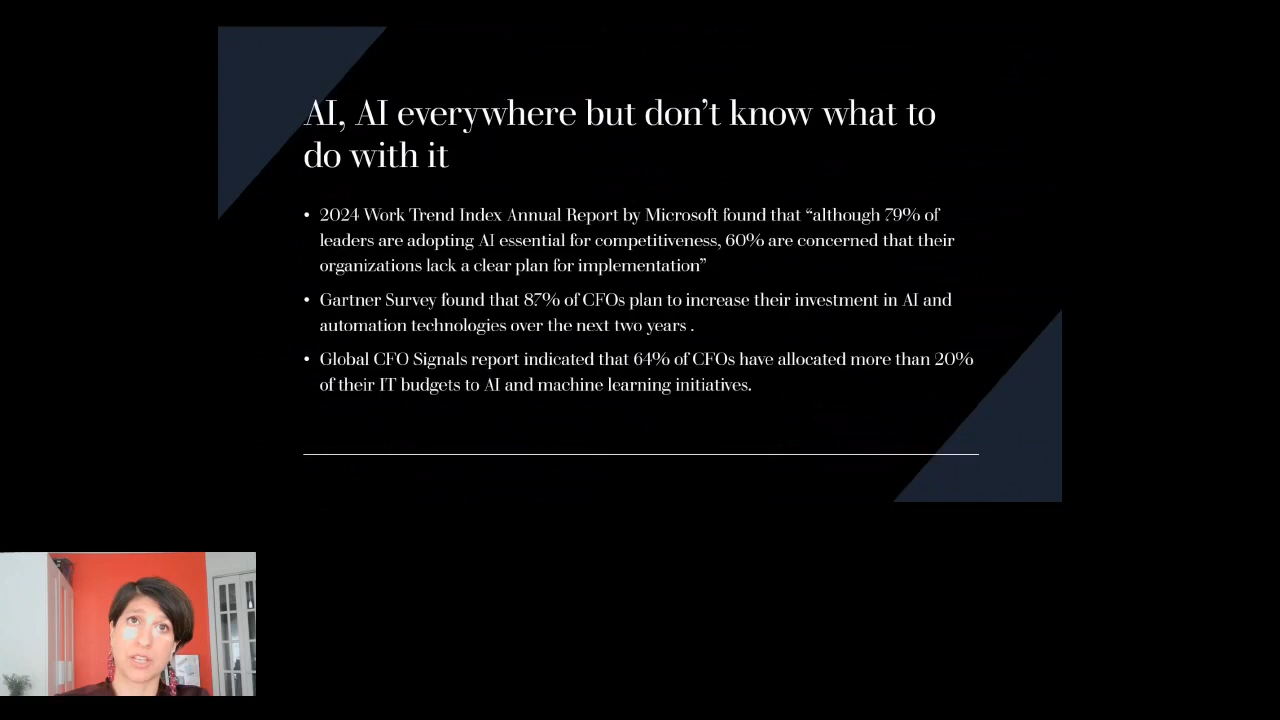 AI, AI everywhere but don’t know what to
do with it
• 2024 Work Trend Index Annual Report by Microsoft found that “although 79% of
leaders are adopting AI essential for competitiveness, 60% are concerned that their
organizations lack a clear plan for implementation”
• Gartner Survey found that 87% of CFOs plan to increase their investment in AI and
automation technologies over the next two years .
• Global CFO Signals report indicated that 64% of CFOs have allocated more than 20%
of their IT budgets to AI and machine learning initiatives.